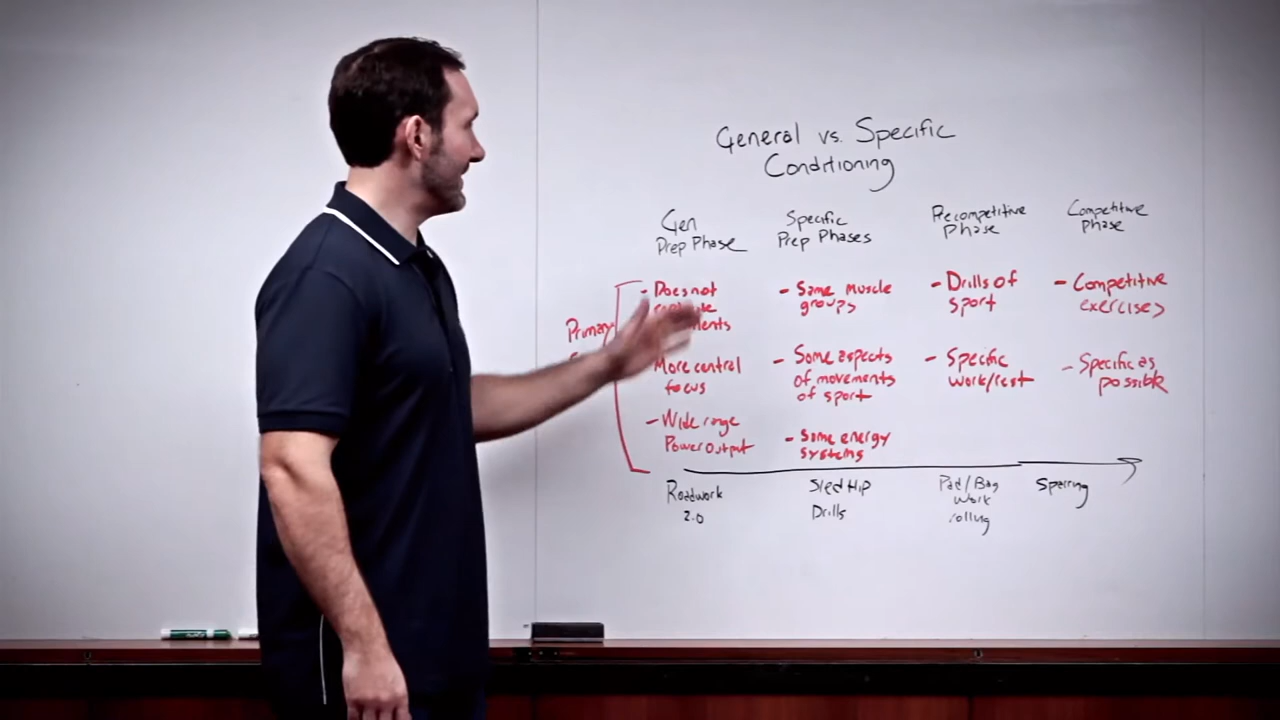 General vs. Specific
Conditioning
Gen
Prep Phase
- Does not
- More central
focus
- Wide range
Power output
Specific
Prep Phases
- Same muscle
groups
- Some aspects
of movements
of sport
- Some energy
systems
Precompetitive
Phase
- Drills of
sport
- Specific
work/rest
Competitive
Phase
- Competitive
exercises
- Specific as
possible
Primary
Roadwork
2.0
Sled Hip
Drills
Pad/Bag
Work
rolling
Sparring